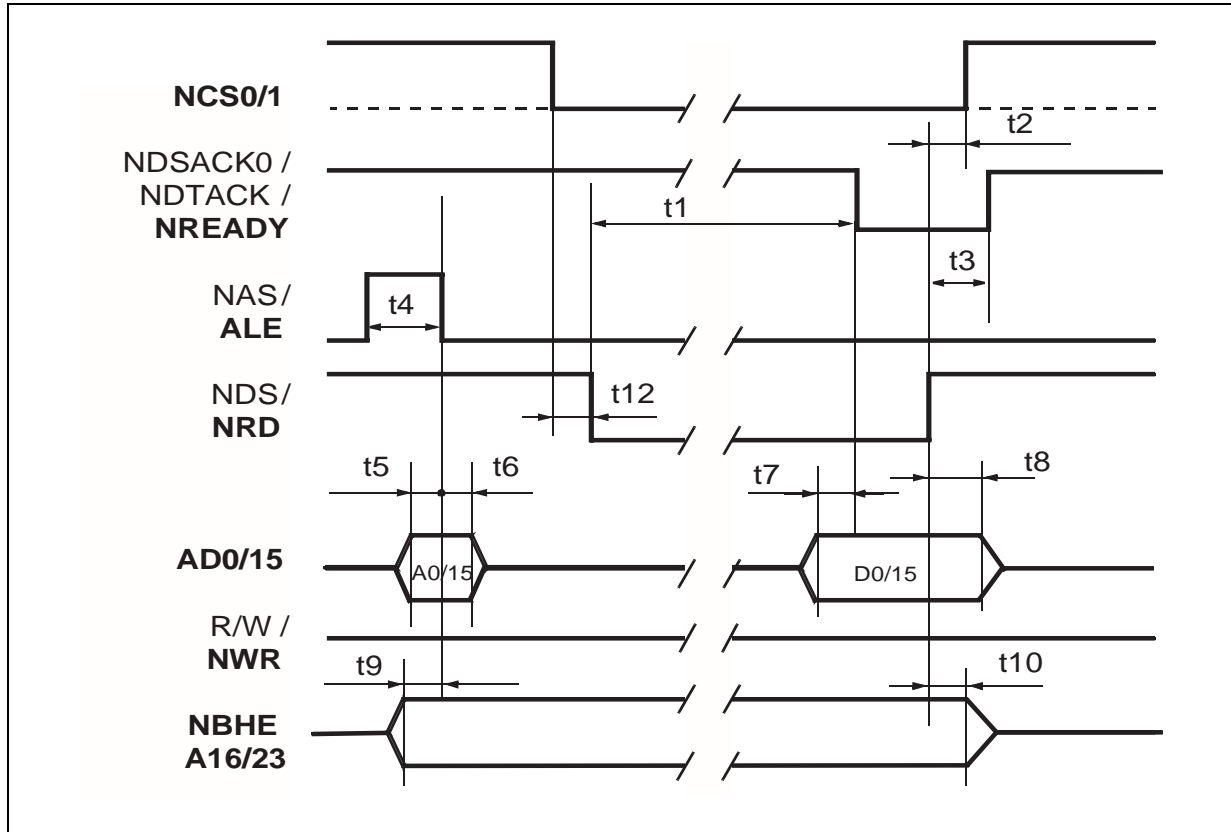 NCS0/1
t2
NDSACK0 /
NDTACK /
NREADY
t1
t3
NAS/
ALE
t4
NDS/
NRD
t12
t5
t6
t7
t8
AD0/15
A0/15
D0/15
R/W /
NWR
t9
t10
NBHE
A16/23